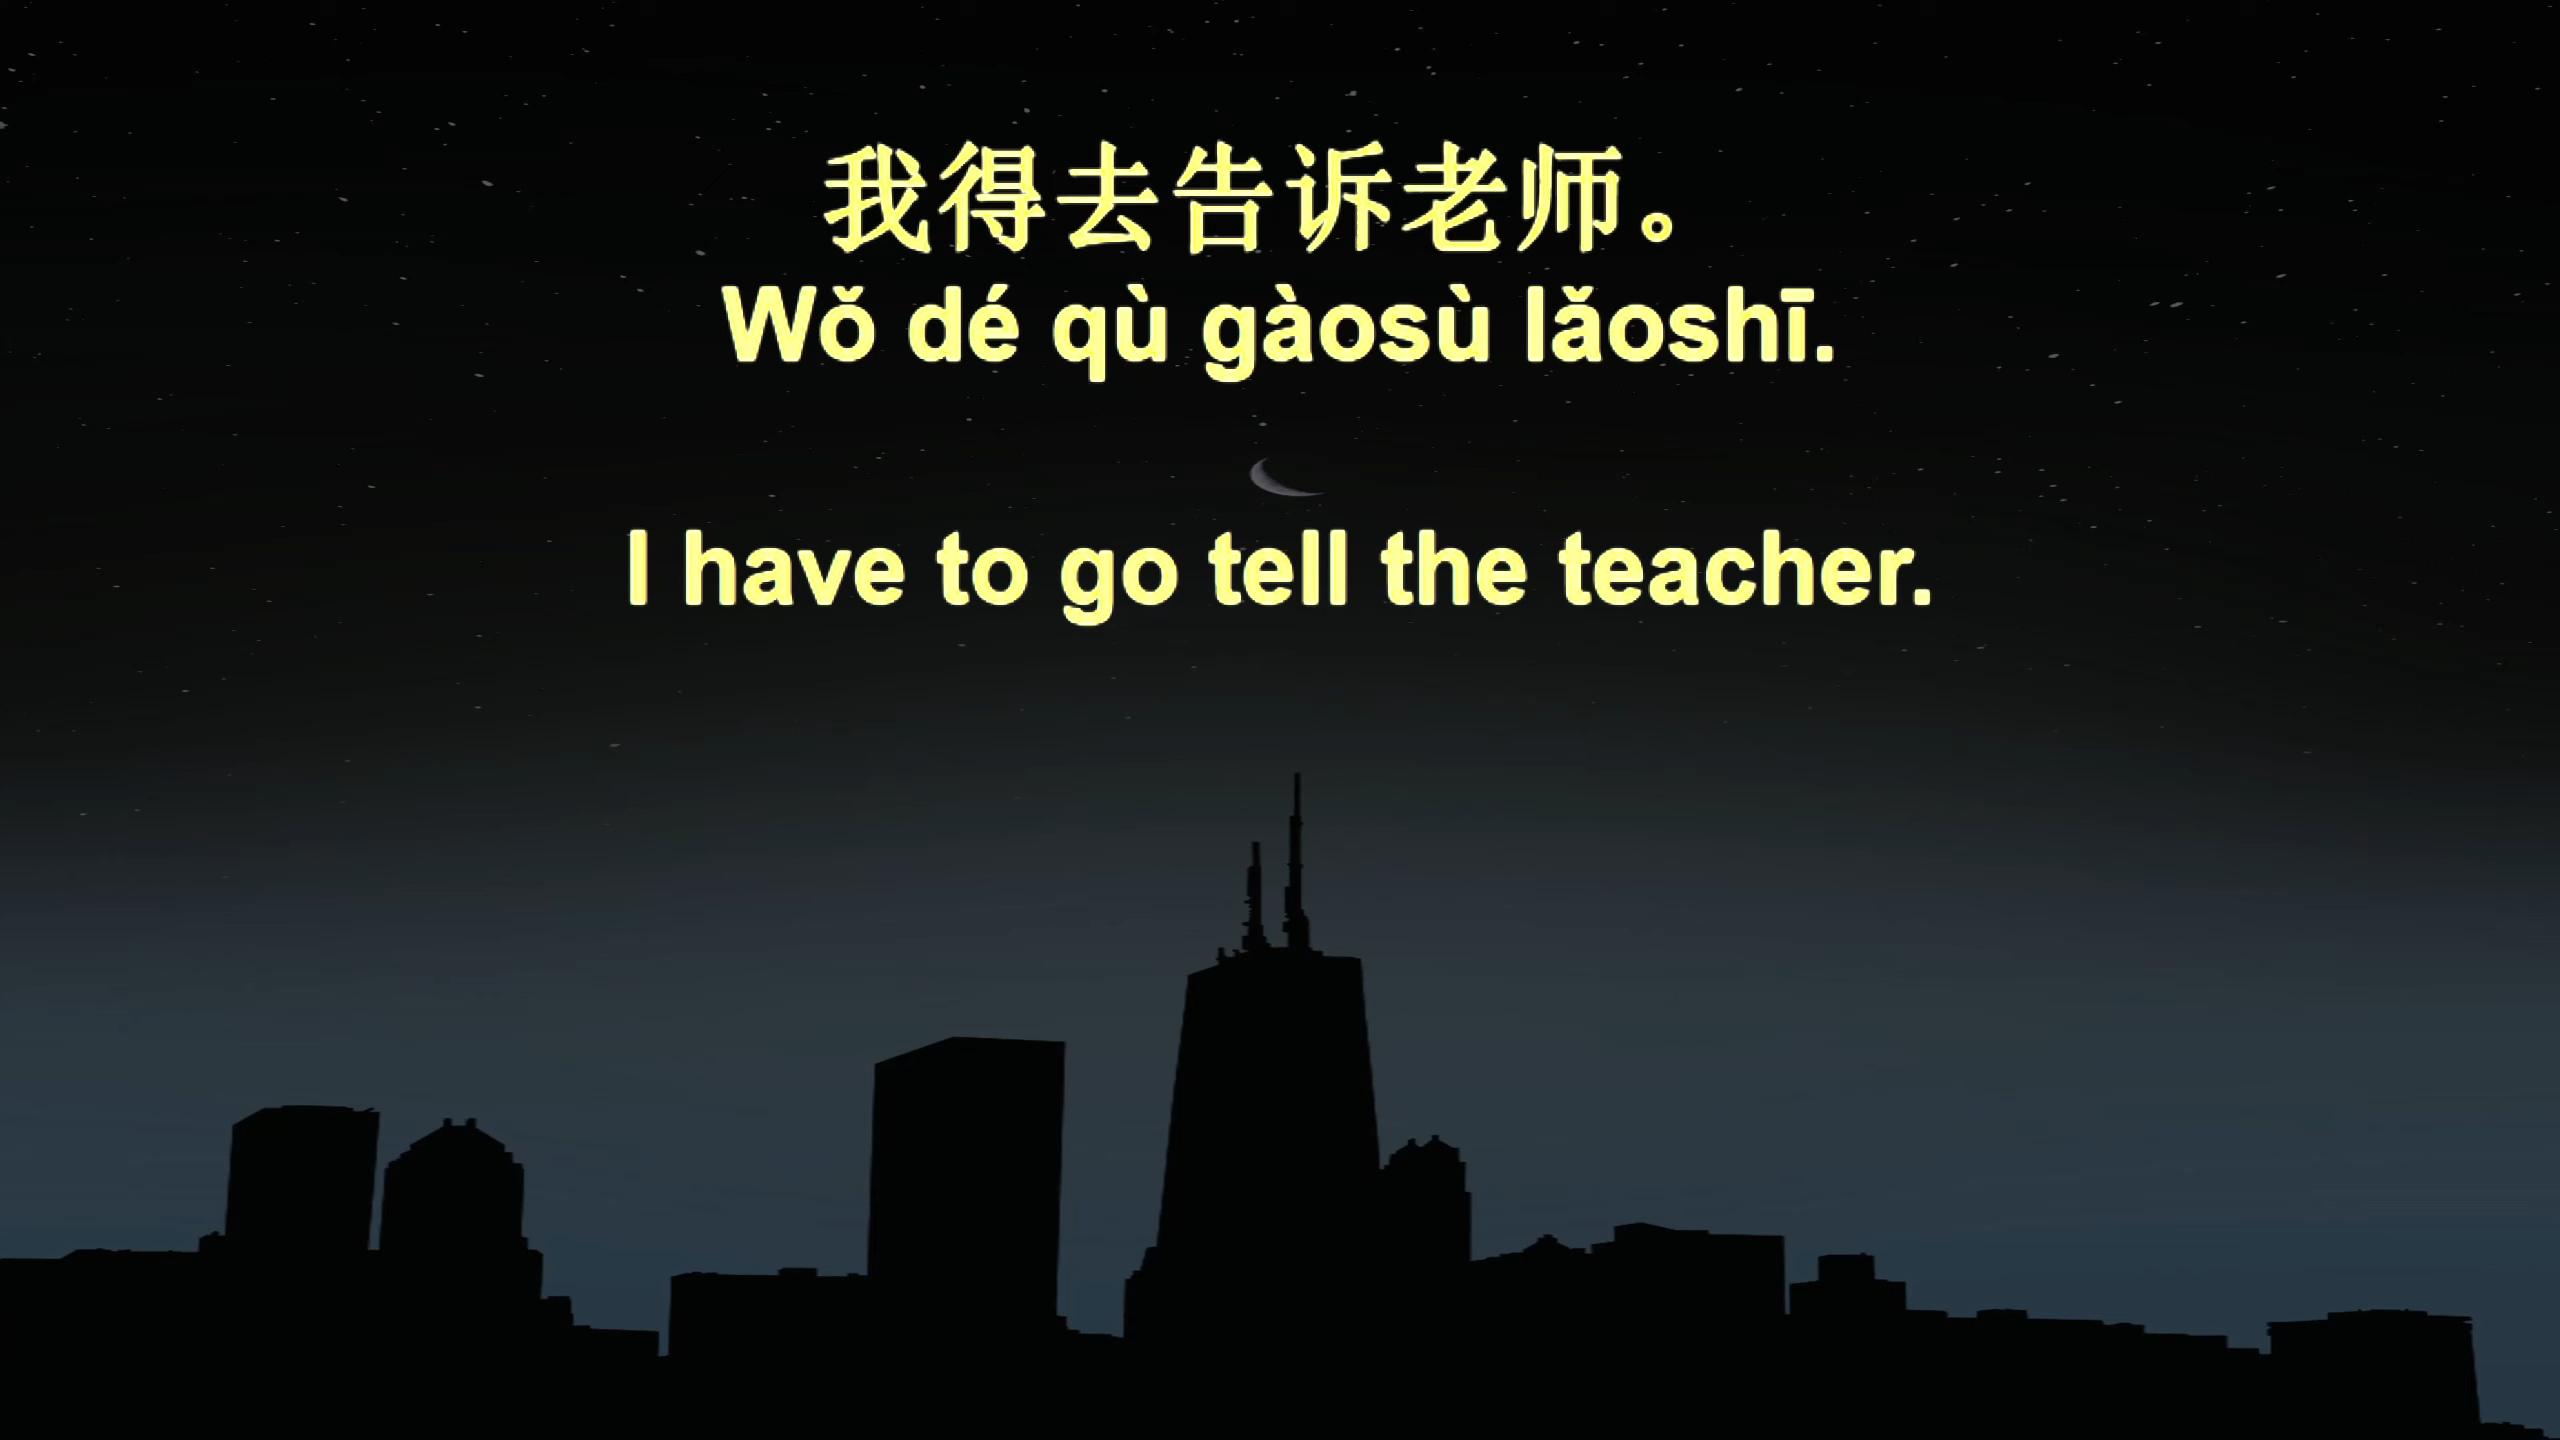 我得去告诉老师。
Wǒ dé qù gàosù lǎoshī.
I have to go tell the teacher.